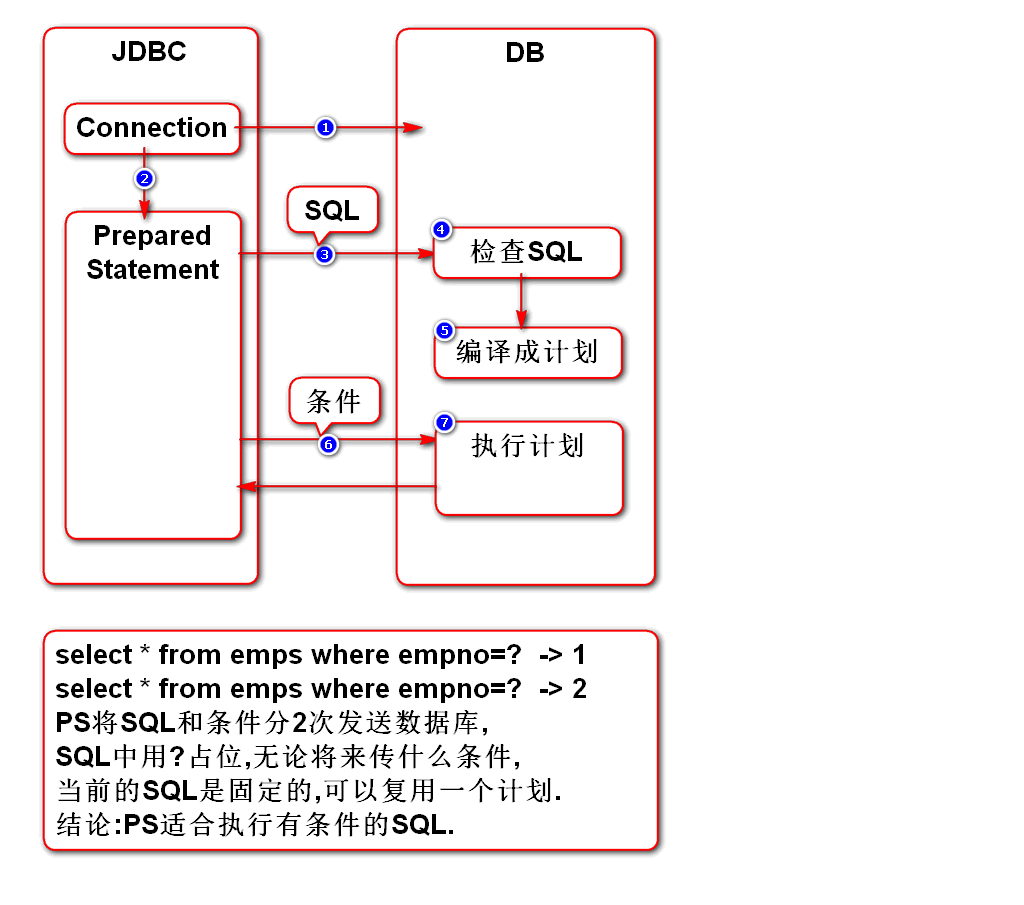 JDBC
DB
Connection
1
2
SQL
Prepared
Statement
3
4
检查SQL
5
编译成计划
条件
6
7
执行计划
select * from emps where empno=?  -> 1
select * from emps where empno=?  -> 2
PS将SQL和条件分2次发送数据库,
SQL中用?占位,无论将来传什么条件,
当前的SQL是固定的,可以复用一个计划.
结论:PS适合执行有条件的SQL.